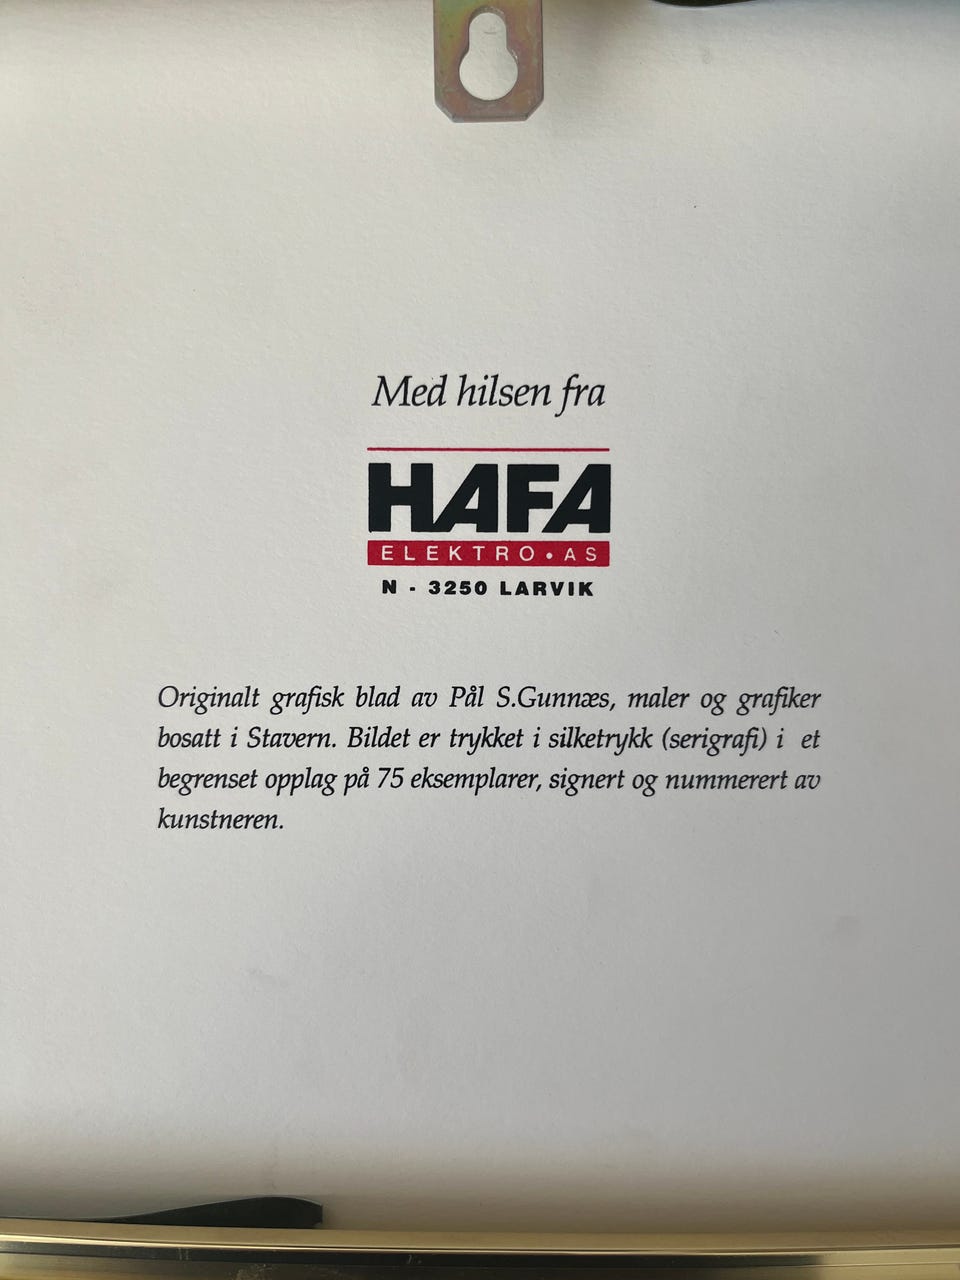 Med hilsen fra
HAFA
ELEKTRO • AS
N - 3250 LARVIK
Originalt grafisk blad av Pål S.Gunnæs, maler og grafiker
bosatt i Stavern. Bildet er trykket i silketrykk (serigrafi) i et
begrenset opplag på 75 eksemplarer, signert og nummerert av
kunstneren.